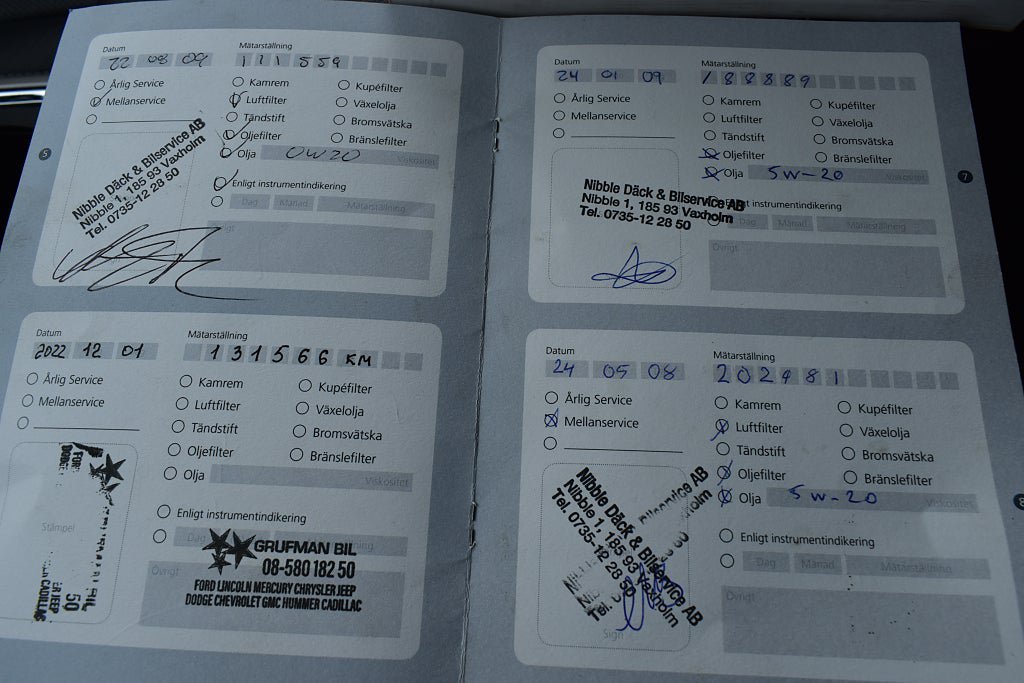 Datum Mätarställning
22 08 09 111 559
Årlig Service Kamrem Kupéfilter
Mellanservice Luftfilter Växelolja
Tändstift Bromsvätska
Oljefilter Bränslefilter
Olja 0W20 Viskositet
Nibble Däck & Bilservice AB
Nibble 1, 185 93 Vaxholm
Tel. 0735-12 28 50
Enligt instrumentindikering
Dag Månad Mätarställning
5
Datum Mätarställning
2022 12 01 131566 KM
Årlig Service Kamrem Kupéfilter
Mellanservice Luftfilter Växelolja
Tändstift Bromsvätska
Oljefilter Bränslefilter
Olja Viskositet
Stämpel
Enligt instrumentindikering
Dag
Övrigt
GRUFMAN BIL
08-580 182 50
FORD LINCOLN MERCURY CHRYSLER JEEP
DODGE CHEVROLET GMC HUMMER CADILLAC
Datum Mätarställning
24 01 09 188889
Årlig Service Kamrem Kupéfilter
Mellanservice Luftfilter Växelolja
Tändstift Bromsvätska
Oljefilter Bränslefilter
Olja 5W-20 Viskositet
7
Nibble Däck & Bilservice AB
Nibble 1, 185 93 Vaxholm
Tel. 0735-12 28 50
instrumentindikering
Dag Månad Mätarställning
Övrigt
Datum Mätarställning
24 05 08 202981
Årlig Service Kamrem Kupéfilter
Mellanservice Luftfilter Växelolja
Tändstift Bromsvätska
Oljefilter Bränslefilter
Olja 5W-20 Viskositet
Nibble Däck & Bilservice AB
Nibble 1, 185 93 Vaxholm
Tel. 0735-12 28 50
Sign
Enligt instrumentindikering
Dag Månad Mätarställning
Övrigt